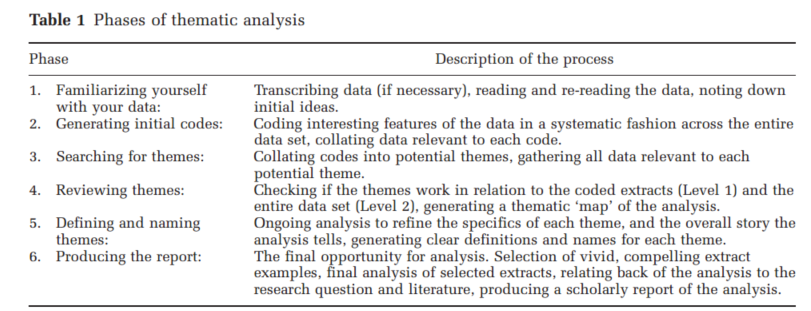 Table 1 Phases of thematic analysis
Phase Description of the process
1. Familiarizing yourself Transcribing data (if necessary), reading and re-reading the data, noting down
with your data: initial ideas.
2. Generating initial codes: Coding interesting features of the data in a systematic fashion across the entire
data set, collating data relevant to each code.
3. Searching for themes: Collating codes into potential themes, gathering all data relevant to each
potential theme.
4. Reviewing themes: Checking if the themes work in relation to the coded extracts (Level 1) and the
entire data set (Level 2), generating a thematic ‘map’ of the analysis.
5. Defining and naming Ongoing analysis to refine the specifics of each theme, and the overall story the
themes: analysis tells, generating clear definitions and names for each theme.
6. Producing the report: The final opportunity for analysis. Selection of vivid, compelling extract
examples, final analysis of selected extracts, relating back of the analysis to the
research question and literature, producing a scholarly report of the analysis.